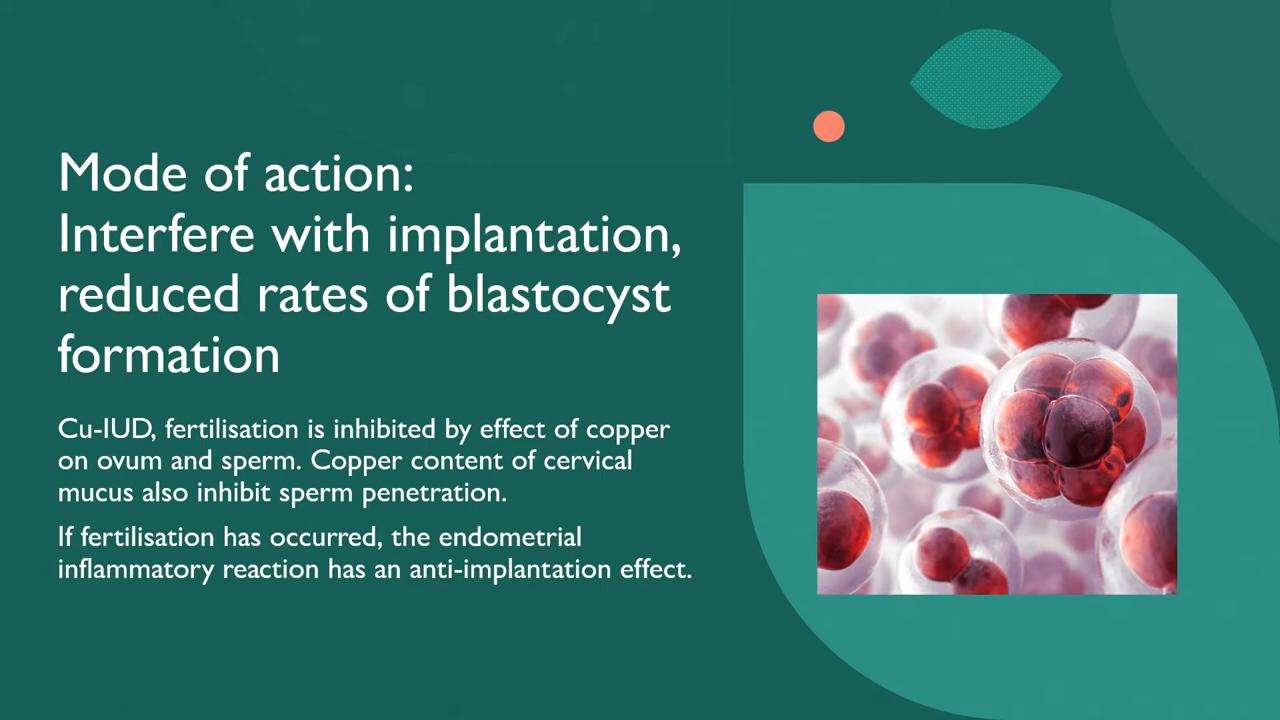 Mode of action:
Interfere with implantation,
reduced rates of blastocyst
formation
Cu-IUD, fertilisation is inhibited by effect of copper
on ovum and sperm. Copper content of cervical
mucus also inhibit sperm penetration.
If fertilisation has occurred, the endometrial
inflammatory reaction has an anti-implantation effect.